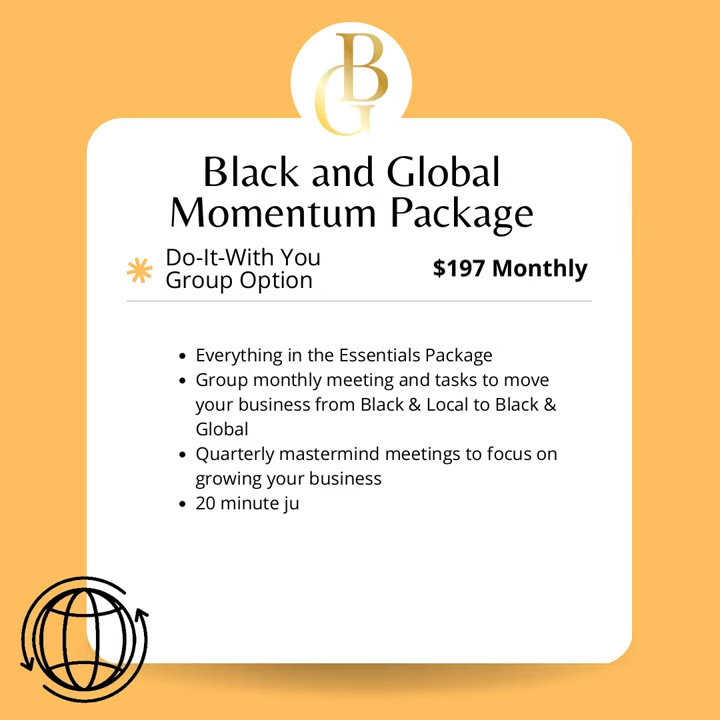 BG
Black and Global
Momentum Package
Do-It-With You
Group Option
$197 Monthly
• Everything in the Essentials Package
• Group monthly meeting and tasks to move
your business from Black & Local to Black &
Global
• Quarterly mastermind meetings to focus on
growing your business
• 20 minute ju